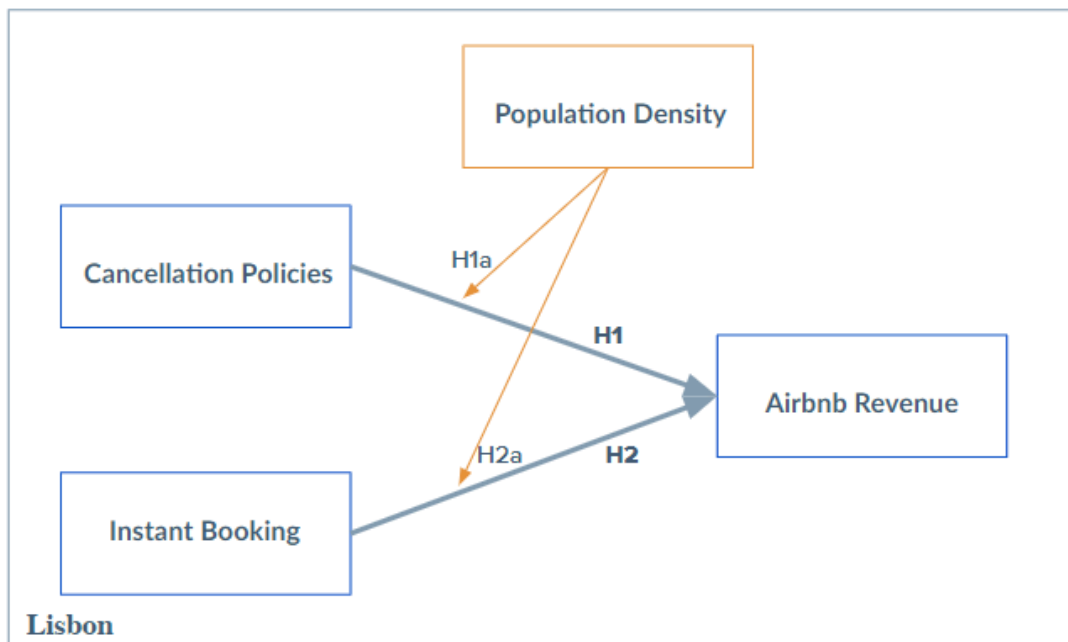 Population Density
H1a
Cancellation Policies
H1
Airbnb Revenue
H2a
H2
Instant Booking
Lisbon